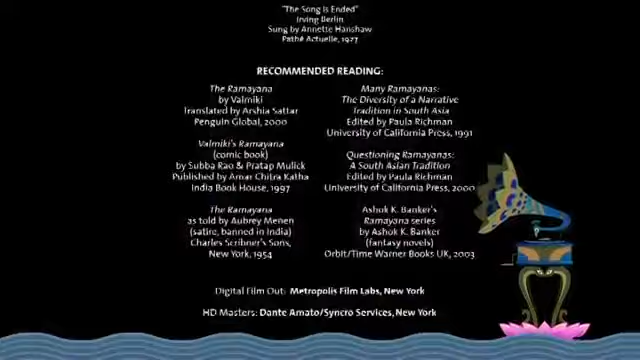 "The Song is Ended"
Irving Berlin
Sung by Annette Hanshaw
Pathé Actuelle, 1927
RECOMMENDED READING:
The Ramayana
by Valmiki
Translated by Arshia Sattar
Penguin Global, 2000
Valmiki's Ramayana
(comic book)
by Subba Rao & Pratap Mulick
Published by Amar Chitra Katha
India Book House, 1997
The Ramayana
as told by Aubrey Menen
(satire, banned in India)
Charles Scribner's Sons,
New York, 1954
Many Ramayanas:
The Diversity of a Narrative
Tradition in South Asia
Edited by Paula Richman
University of California Press, 1991
Questioning Ramayanas:
A South Asian Tradition
Edited by Paula Richman
University of California Press, 2000
Ashok K. Banker's
Ramayana series
by Ashok K. Banker
(fantasy novels)
Orbit/Time Warner Books UK, 2003
Digital Film Out: Metropolis Film Labs, New York
HD Masters: Dante Amato/Syncro Services, New York